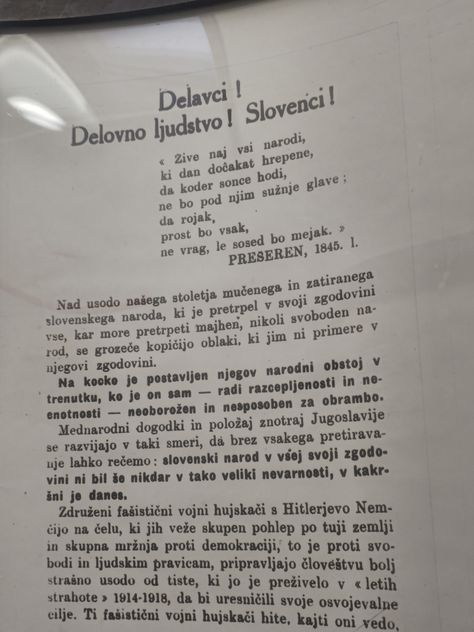 Delavci !
Delovno ljudstvo ! Slovenci !
« Žive naj vsi narodi,
ki dan dočakat hrepene,
da koder sonce hodi,
ne bo pod njim sužnje glave ;
da rojak,
prost bo vsak,
ne vrag, le sosed bo mejak. »
PREŠEREN, 1845. l.
Nad usodo našega stoletja mučenega in zatiranega
slovenskega naroda, ki je pretrpel v svoji zgodovini
vse, kar more pretrpeti majhen, nikoli svoboden na-
rod, se grozeče kopičijo oblaki, ki jim ni primere v
njegovi zgodovini.
Na kocko je postavljen njegov narodni obstoj v
trenutku, ko je on sam — radi razcepljenosti in ne-
enotnosti — neoborožen in nesposoben za obrambo.
Mednarodni dogodki in položaj znotraj Jugoslavije
se razvijajo v taki smeri, da brez vsakega pretirava-
nje lahko rečemo : slovenski narod v vsej svoji zgodo-
vini ni bil še nikdar v tako veliki nevarnosti, v kakr-
šni je danes.
Združeni fašistični vojni hujskači s Hitlerjevo Nem-
čijo na čelu, ki jih veže skupen pohlep po tuji zemlji
in skupna mržnja proti demokraciji, to je proti svo-
bodi in ljudskim pravicam, pripravljajo človeštvu bolj
strašno usodo od tiste, ki jo je preživelo v « letih
strahote » 1914-1918, da bi uresničili svoje osvojevalne
cilje. Ti fašistični vojni hujskači hite, kajti oni vedo,